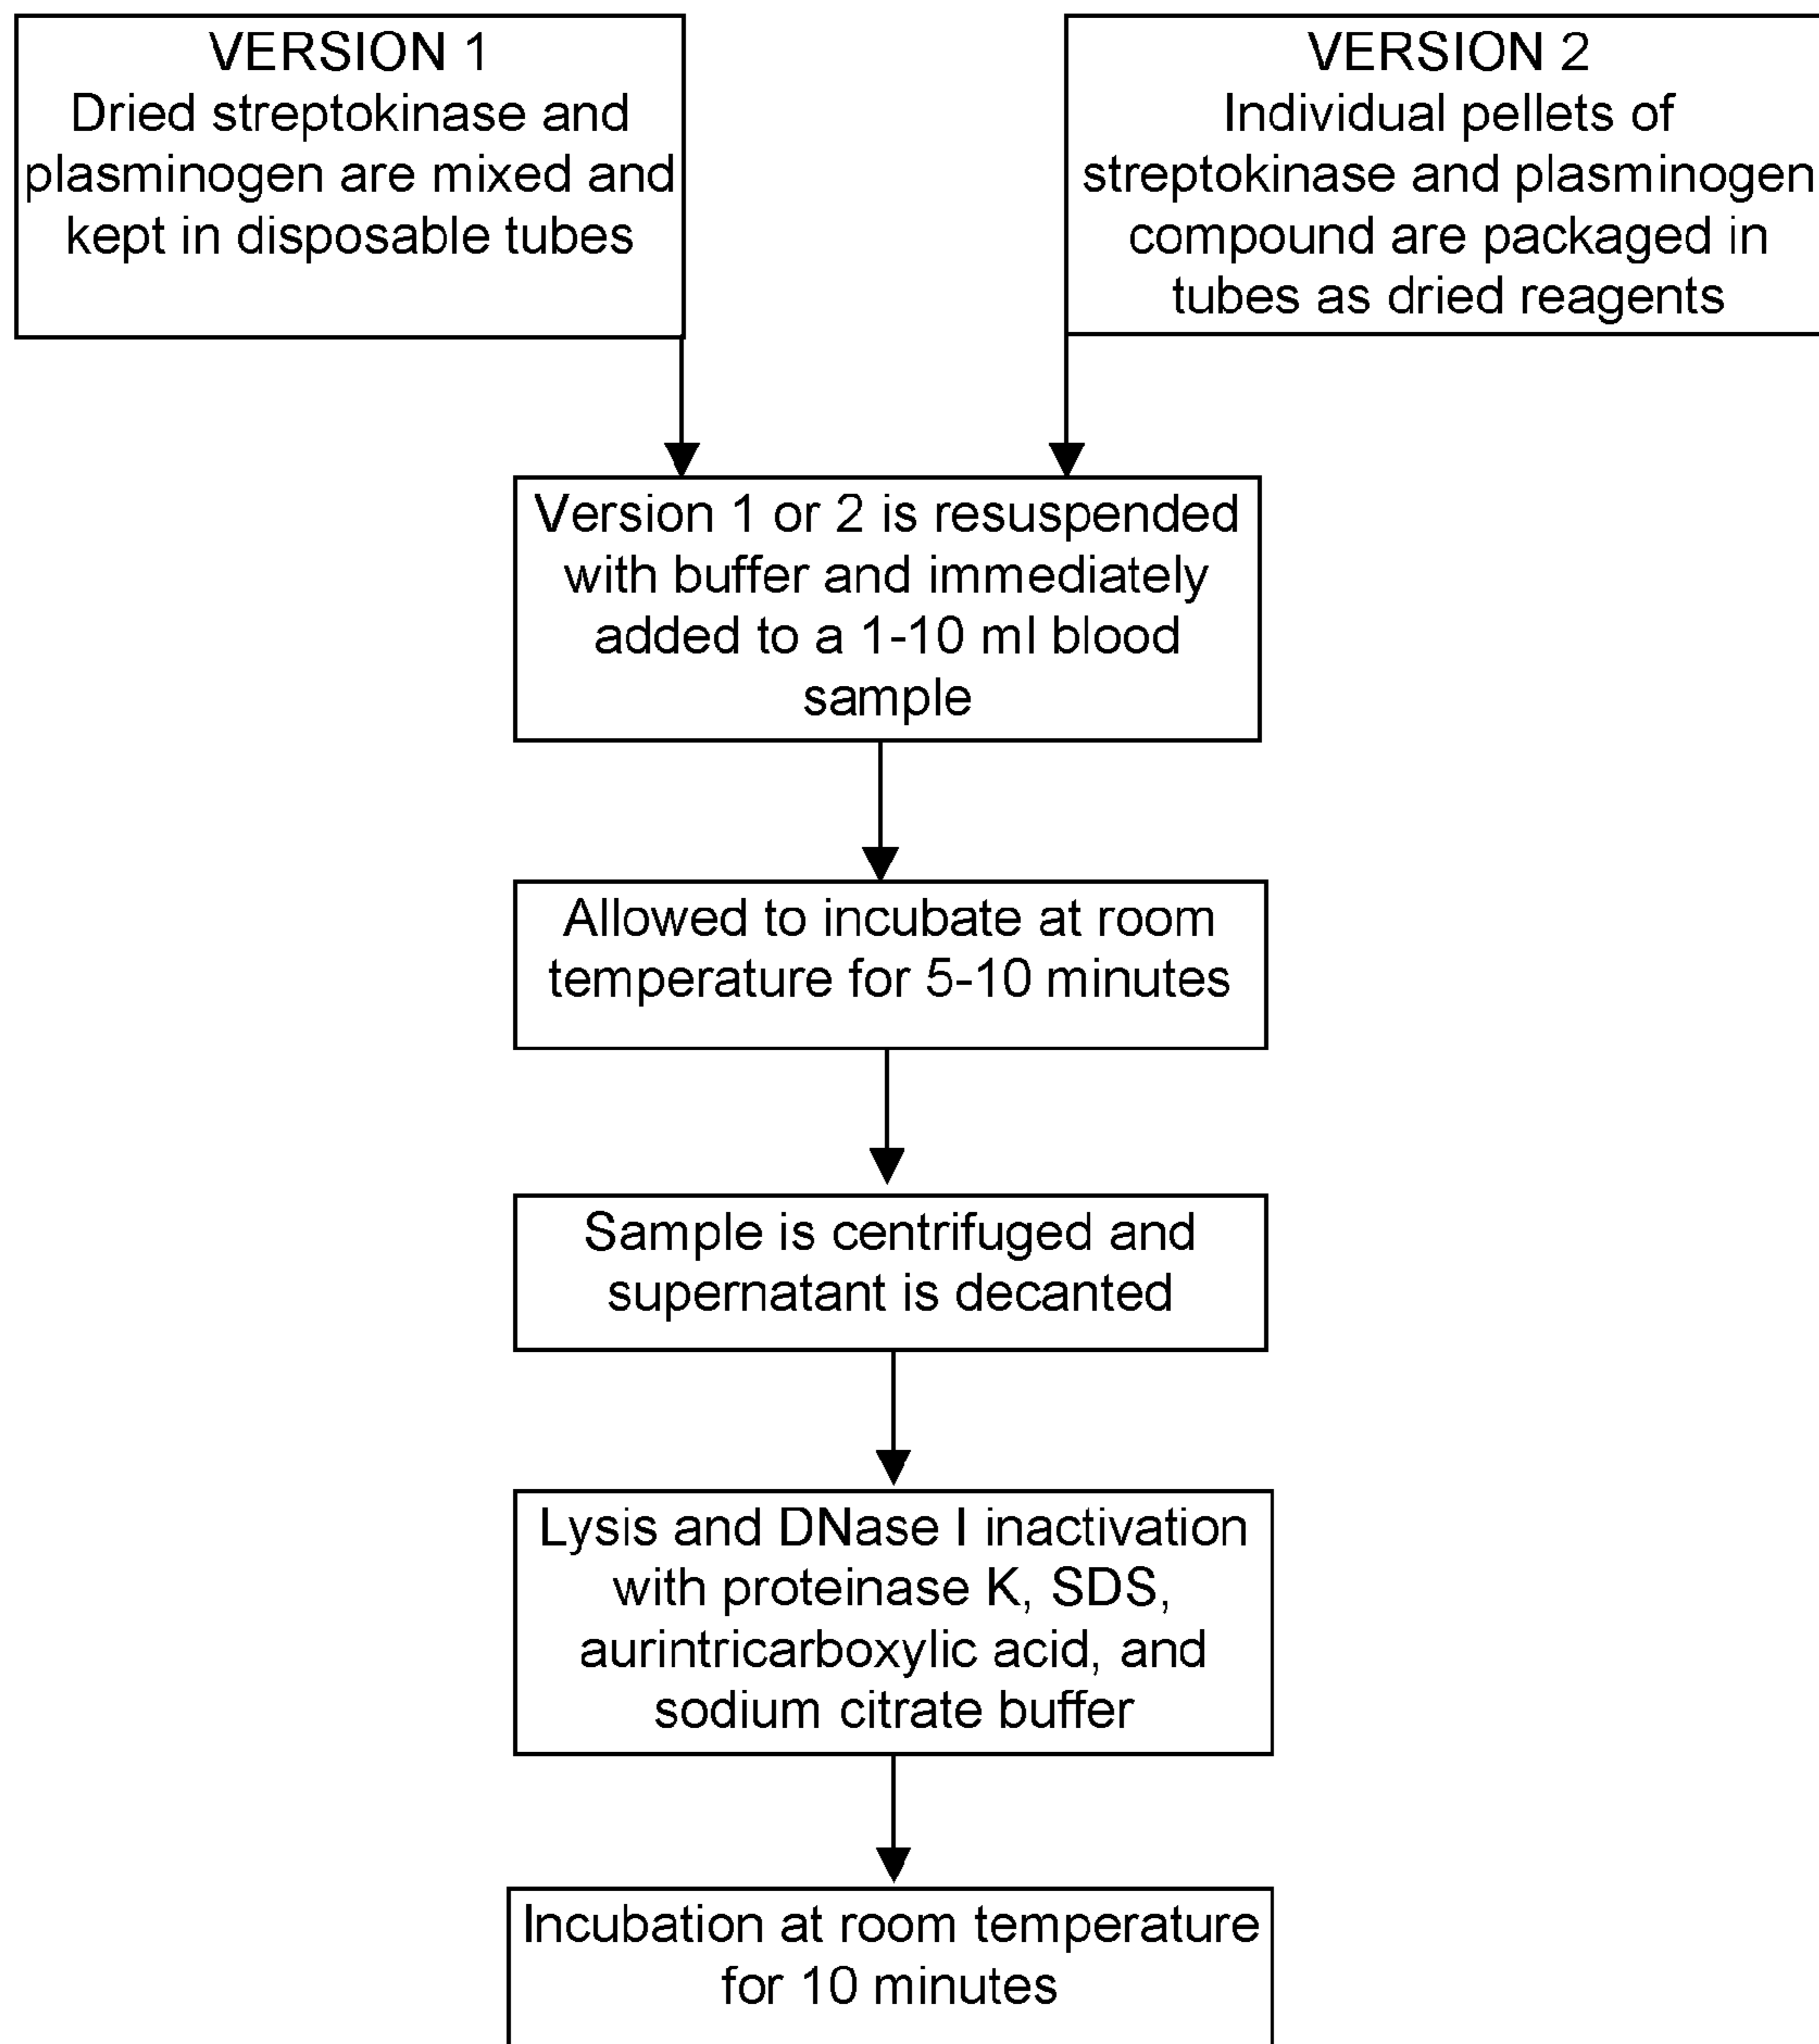 VERSION 1
Dried streptokinase and
plasminogen are mixed and
kept in disposable tubes
VERSION 2
Individual pellets of
streptokinase and plasminogen
compound are packaged in
tubes as dried reagents
Version 1 or 2 is resuspended
with buffer and immediately
added to a 1-10 ml blood
sample
Allowed to incubate at room
temperature for 5-10 minutes
Sample is centrifuged and
supernatant is decanted
Lysis and DNase I inactivation
with proteinase K, SDS,
aurintricarboxylic acid, and
sodium citrate buffer
Incubation at room temperature
for 10 minutes